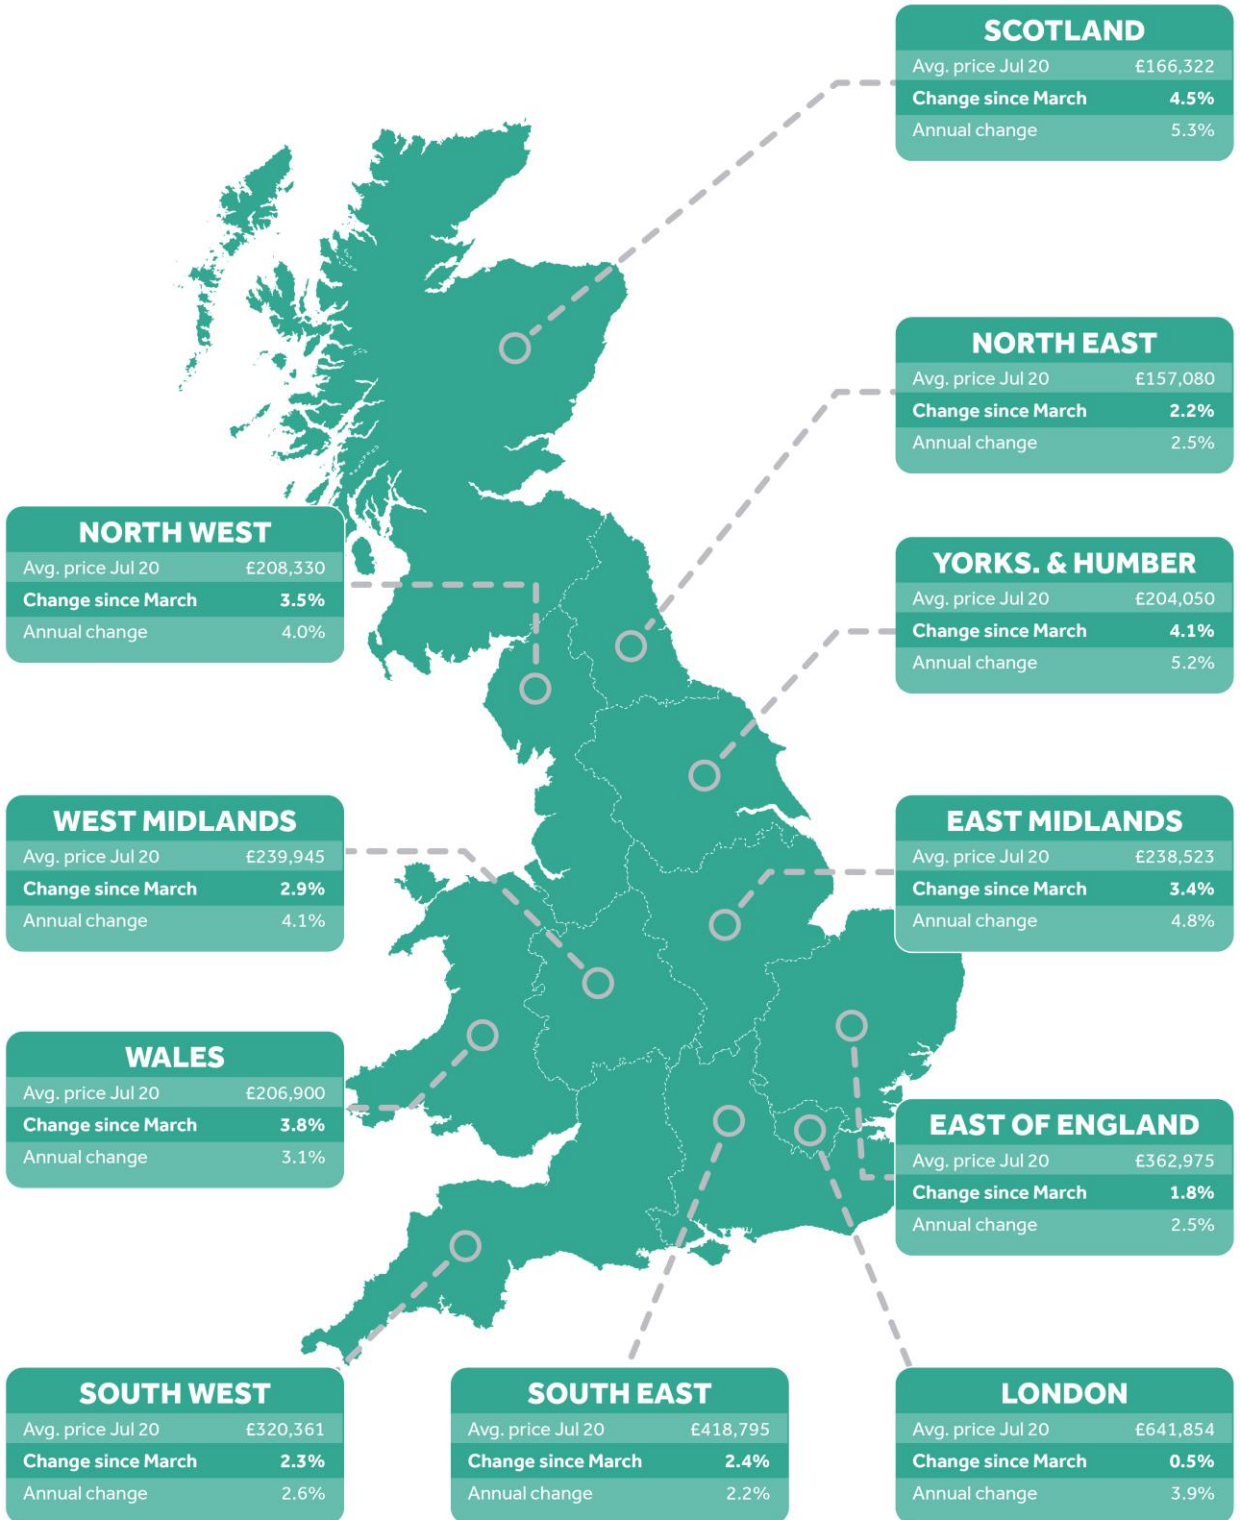 SCOTLAND
Avg. price Jul 20 £166,322
Change since March 4.5%
Annual change 5.3%
NORTH EAST
Avg. price Jul 20 £157,080
Change since March 2.2%
Annual change 2.5%
NORTH WEST
Avg. price Jul 20 £208,330
Change since March 3.5%
Annual change 4.0%
YORKS. & HUMBER
Avg. price Jul 20 £204,050
Change since March 4.1%
Annual change 5.2%
WEST MIDLANDS
Avg. price Jul 20 £239,945
Change since March 2.9%
Annual change 4.1%
EAST MIDLANDS
Avg. price Jul 20 £238,523
Change since March 3.4%
Annual change 4.8%
WALES
Avg. price Jul 20 £206,900
Change since March 3.8%
Annual change 3.1%
EAST OF ENGLAND
Avg. price Jul 20 £362,975
Change since March 1.8%
Annual change 2.5%
SOUTH WEST
Avg. price Jul 20 £320,361
Change since March 2.3%
Annual change 2.6%
SOUTH EAST
Avg. price Jul 20 £418,795
Change since March 2.4%
Annual change 2.2%
LONDON
Avg. price Jul 20 £641,854
Change since March 0.5%
Annual change 3.9%